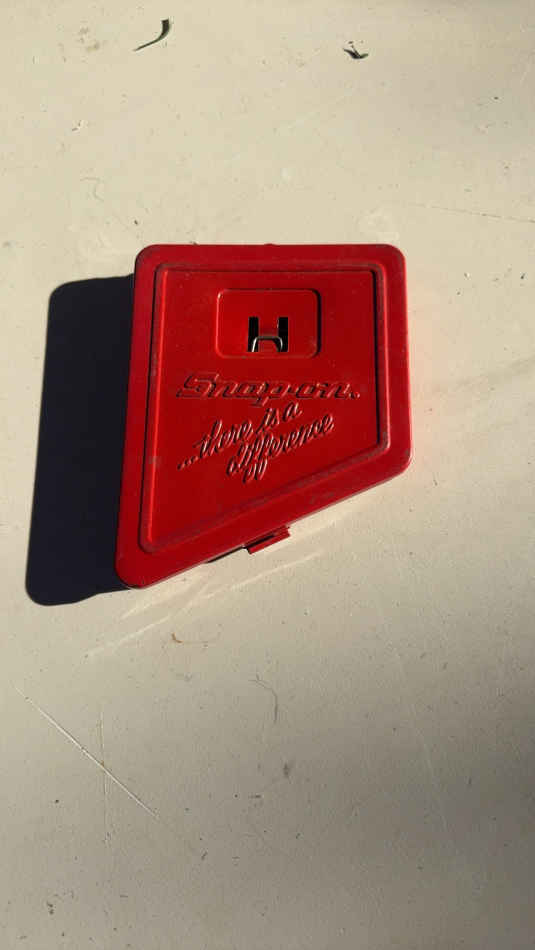 Snap-on.
...there is a
difference